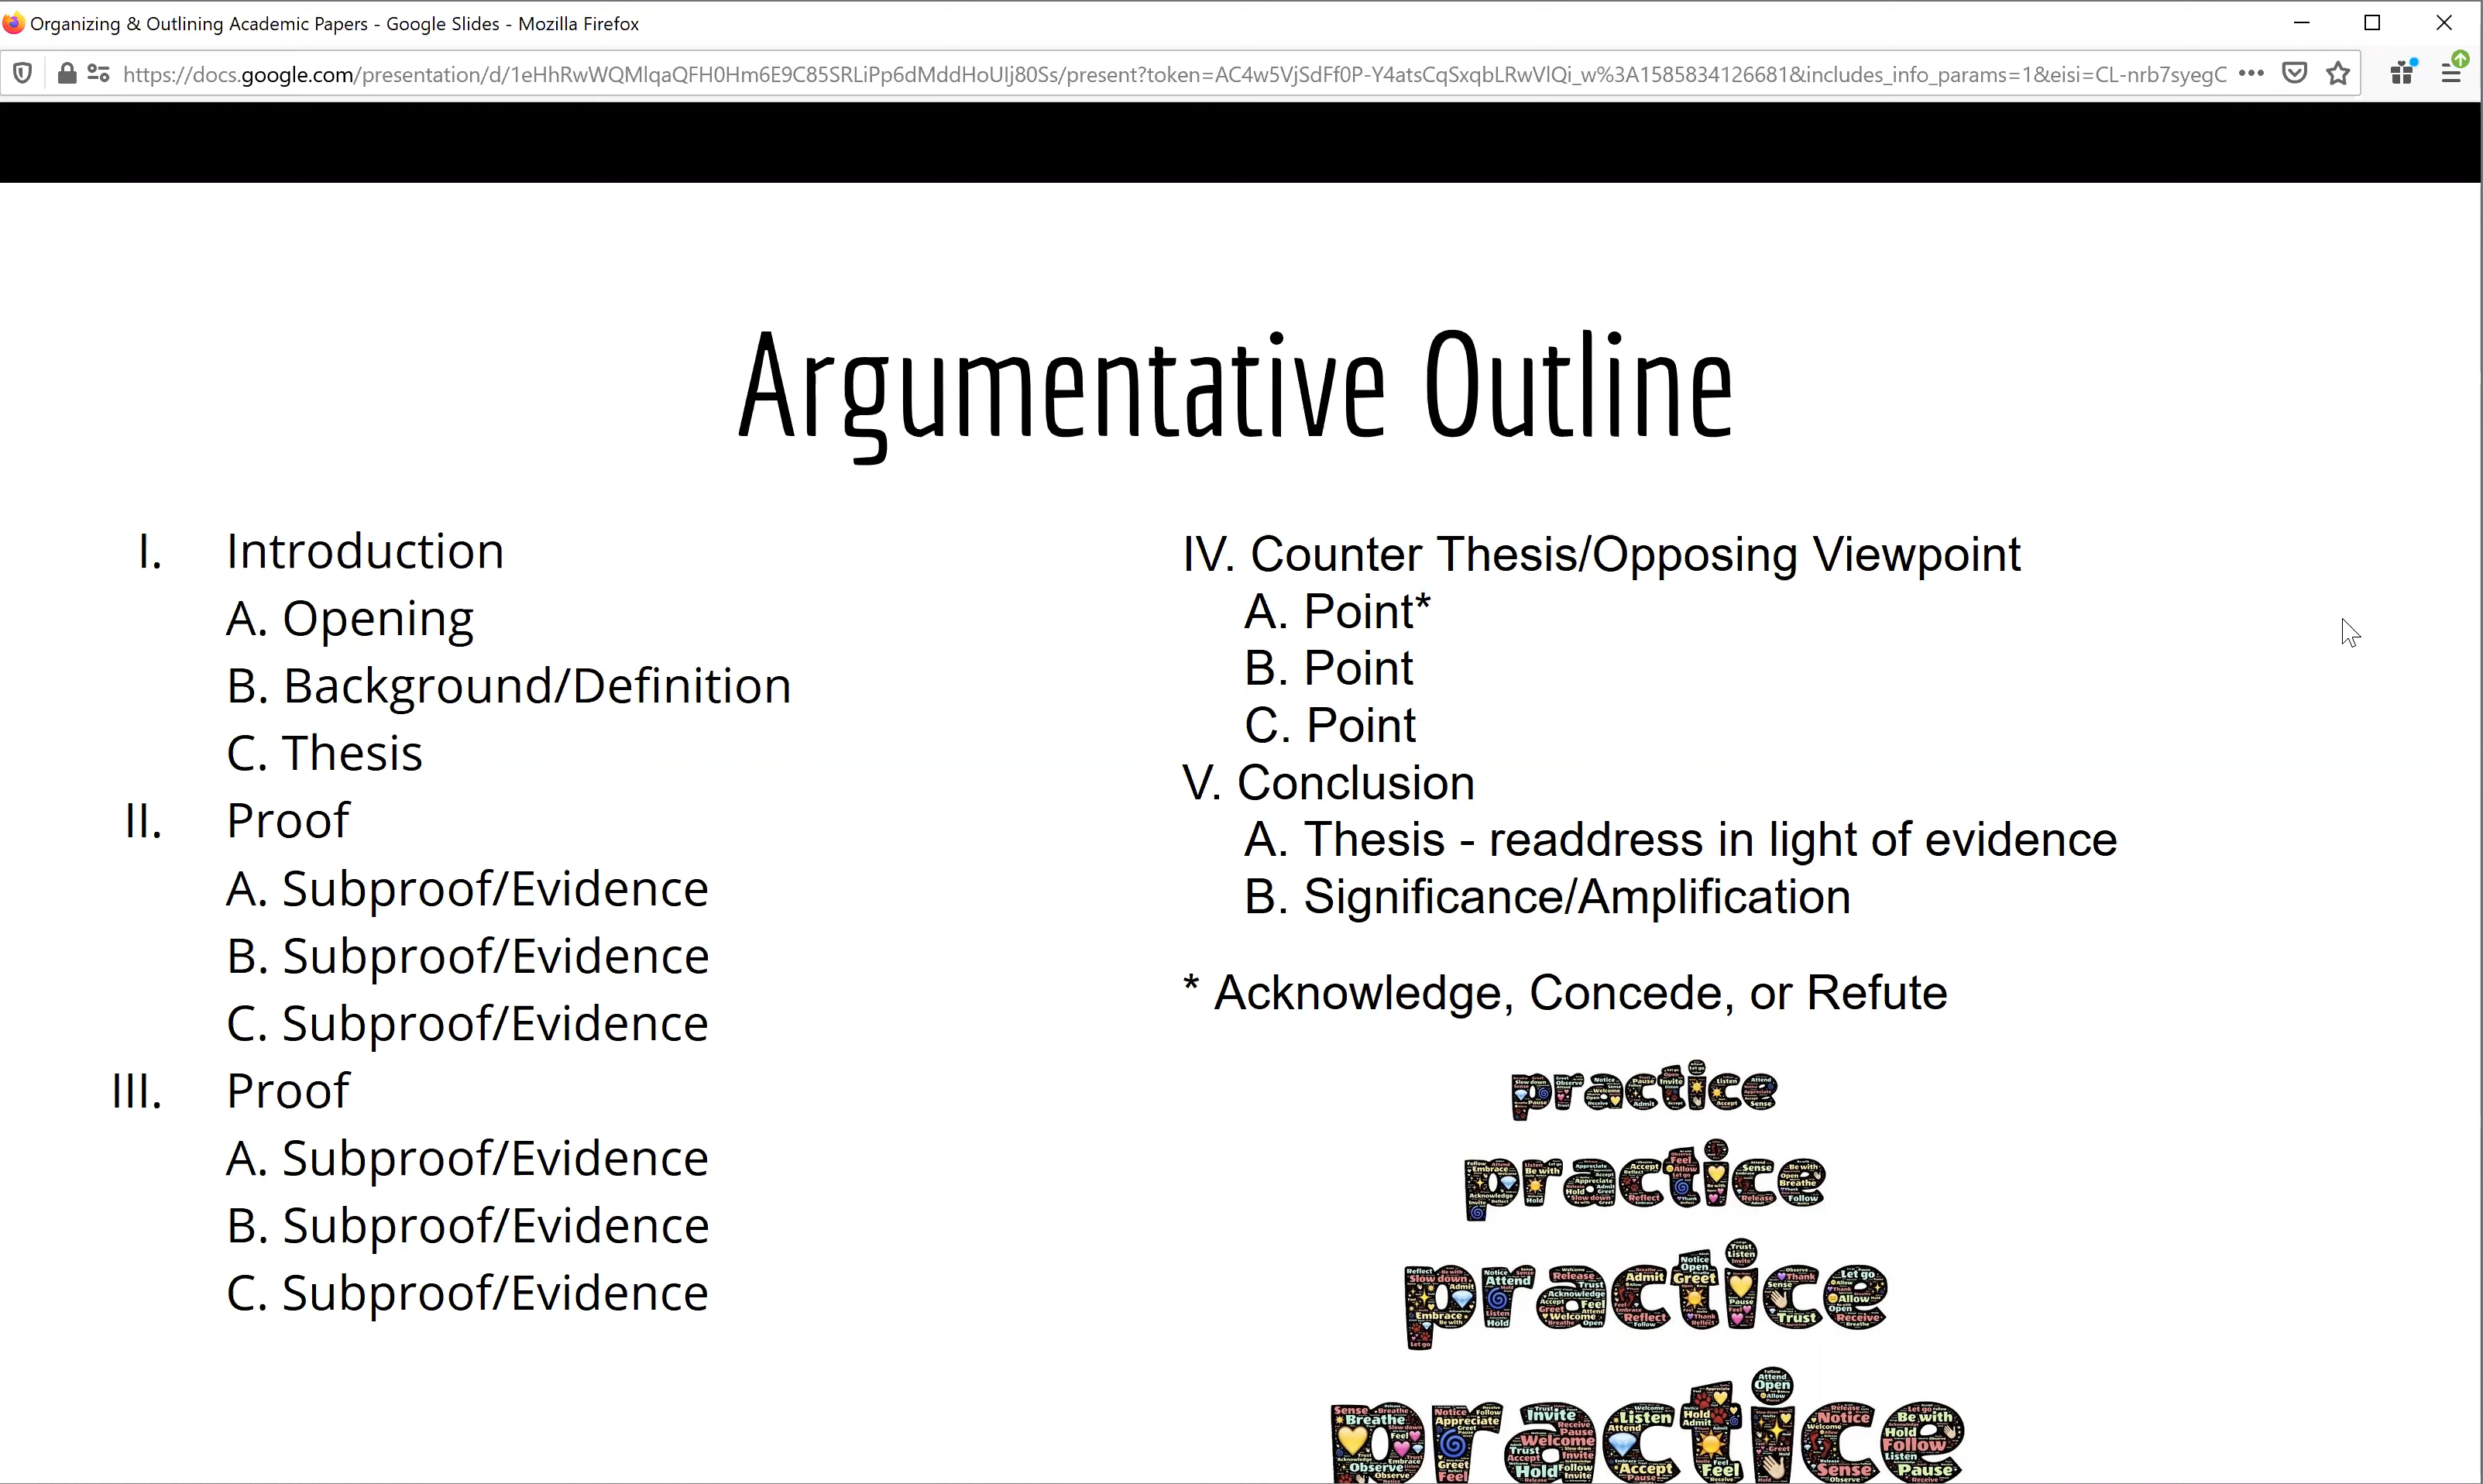 Organizing & Outlining Academic Papers - Google Slides - Mozilla Firefox
https://docs.google.com/presentation/d/1eHhRwWQMlqaQFH0Hm6E9C85SRLiPp6dMddHoUIj80Ss/present?token=AC4w5VjSdFf0P-Y4atsCqSxqbLRwVlQi_w%3A1585834126681&includes_info_params=1&eisi=CL-nrb7syegC
Argumentative Outline
I. Introduction
A. Opening
B. Background/Definition
C. Thesis
II. Proof
A. Subproof/Evidence
B. Subproof/Evidence
C. Subproof/Evidence
III. Proof
A. Subproof/Evidence
B. Subproof/Evidence
C. Subproof/Evidence
IV. Counter Thesis/Opposing Viewpoint
A. Point*
B. Point
C. Point
V. Conclusion
A. Thesis - readdress in light of evidence
B. Significance/Amplification
* Acknowledge, Concede, or Refute
practice
practice
practice
practice